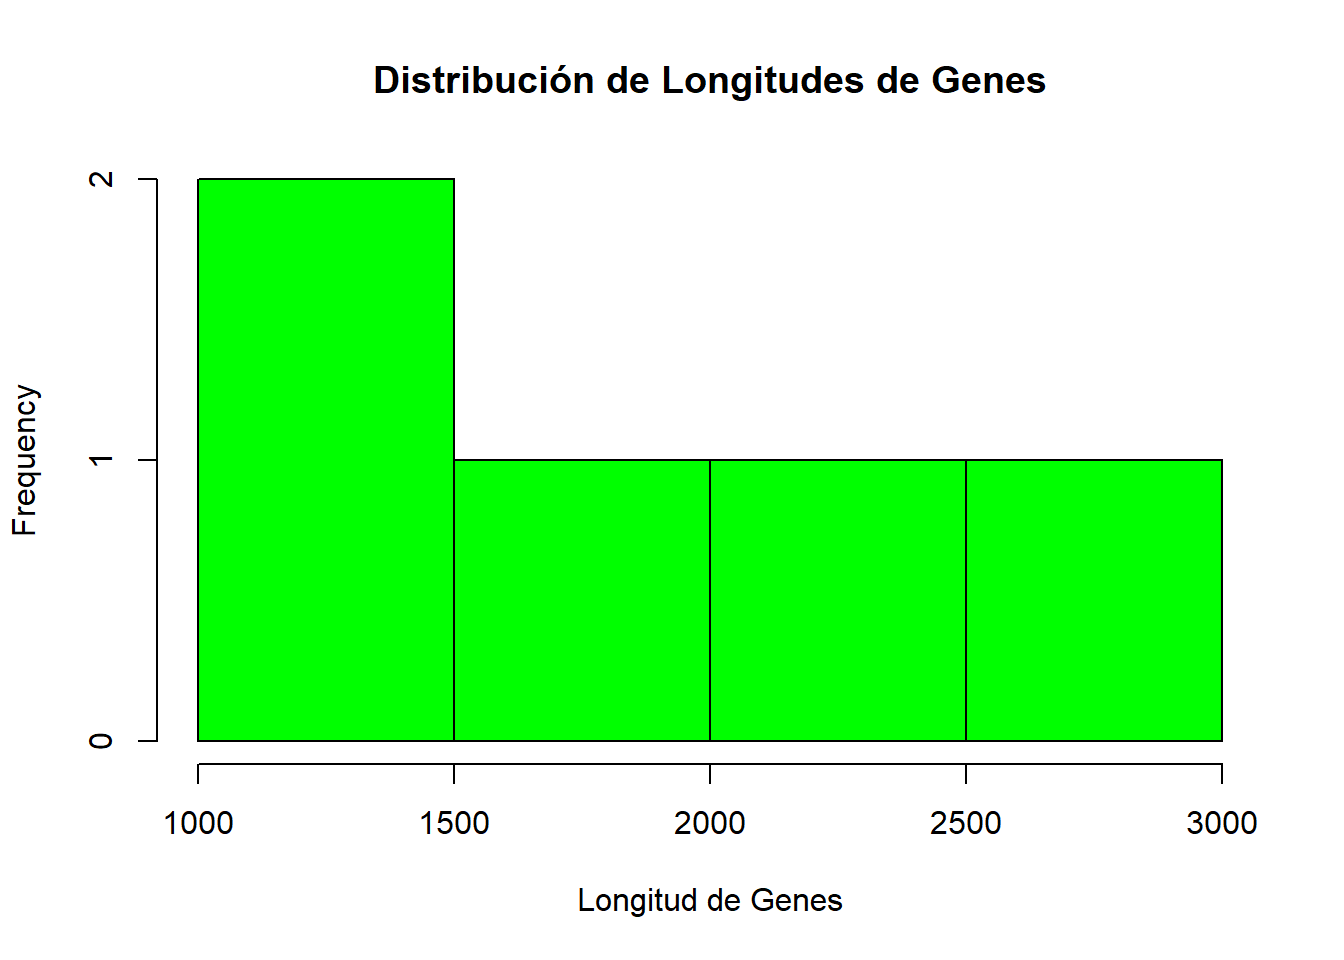 Distribución de Longitudes de Genes
Frequency
2
1
0
1000 1500 2000 2500 3000
Longitud de Genes